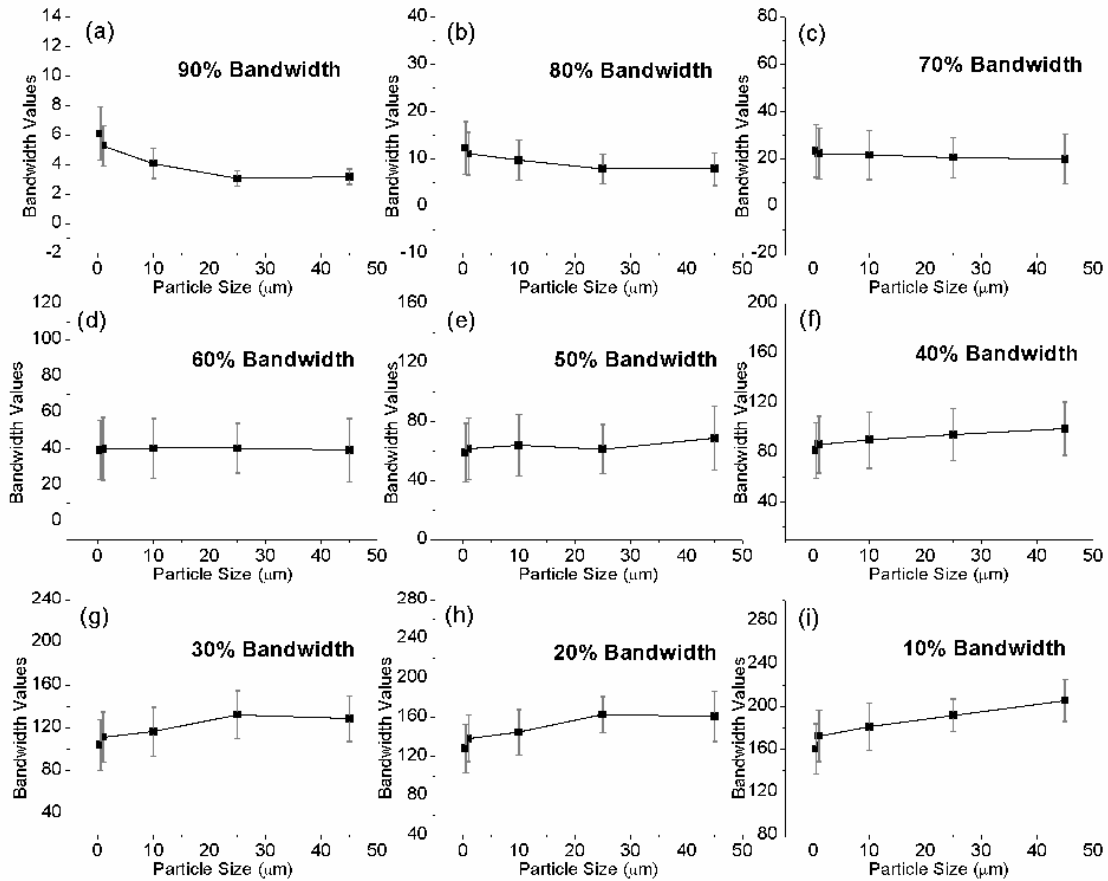 (a)
90% Bandwidth
Bandwidth Values
14
12
10
8
6
4
2
0
-2
0 10 20 30 40 50
Particle Size (μm)
(b)
80% Bandwidth
Bandwidth Values
40
30
20
10
0
-10
0 10 20 30 40 50
Particle Size (μm)
(c)
70% Bandwidth
Bandwidth Values
80
60
40
20
0
-20
0 10 20 30 40 50
Particle Size (μm)
(d)
60% Bandwidth
Bandwidth Values
120
100
80
60
40
20
0
0 10 20 30 40 50
Particle Size (μm)
(e)
50% Bandwidth
Bandwidth Values
160
120
80
40
0
0 10 20 30 40 50
Particle Size (μm)
(f)
40% Bandwidth
Bandwidth Values
200
160
120
80
40
0 10 20 30 40 50
Particle Size (μm)
(g)
30% Bandwidth
Bandwidth Values
240
200
160
120
80
40
0 10 20 30 40 50
Particle Size (μm)
(h)
20% Bandwidth
Bandwidth Values
280
240
200
160
120
80
40
0 10 20 30 40 50
Particle Size (μm)
(i)
10% Bandwidth
Bandwidth Values
280
240
200
160
200
80
0 10 20 30 40 50
Particle Size (μm)